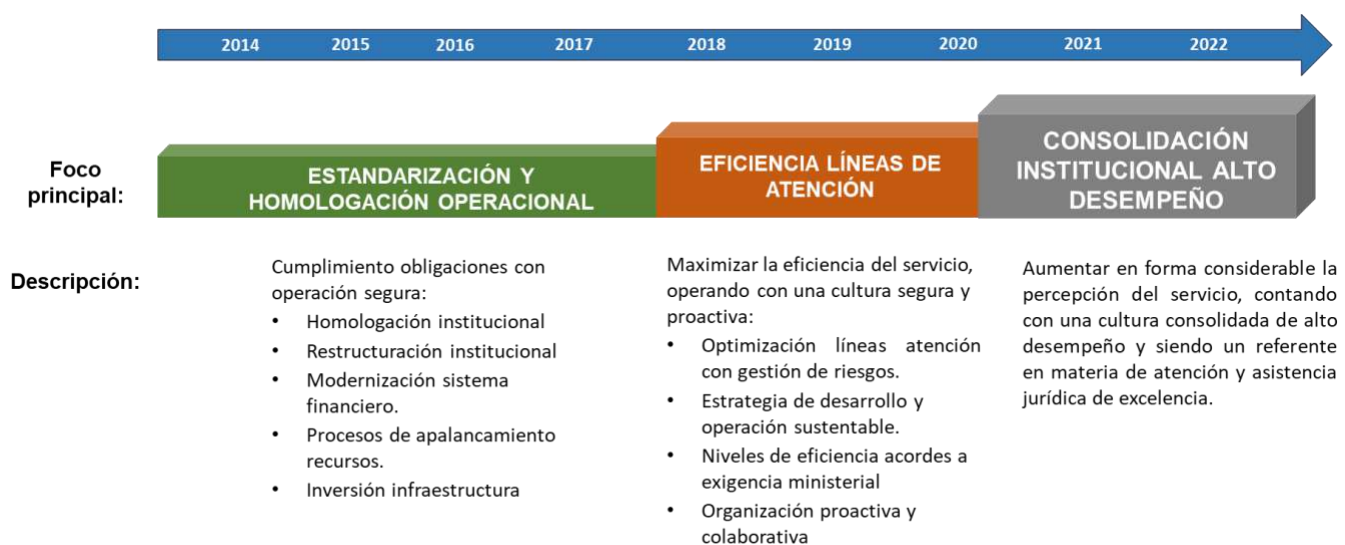 2014 2015 2016 2017 2018 2019 2020 2021 2022
Foco
principal:
ESTANDARIZACIÓN Y
HOMOLOGACIÓN OPERACIONAL
EFICIENCIA LÍNEAS DE
ATENCIÓN
CONSOLIDACIÓN
INSTITUCIONAL ALTO
DESEMPEÑO
Descripción:
Cumplimiento obligaciones con
operación segura:
• Homologación institucional
• Restructuración institucional
• Modernización sistema
financiero.
• Procesos de apalancamiento
recursos.
• Inversión infraestructura
Maximizar la eficiencia del servicio,
operando con una cultura segura y
proactiva:
• Optimización líneas atención
con gestión de riesgos.
• Estrategia de desarrollo y
operación sustentable.
• Niveles de eficiencia acordes a
exigencia ministerial
• Organización proactiva y
colaborativa
Aumentar en forma considerable la
percepción del servicio, contando
con una cultura consolidada de alto
desempeño y siendo un referente
en materia de atención y asistencia
jurídica de excelencia.